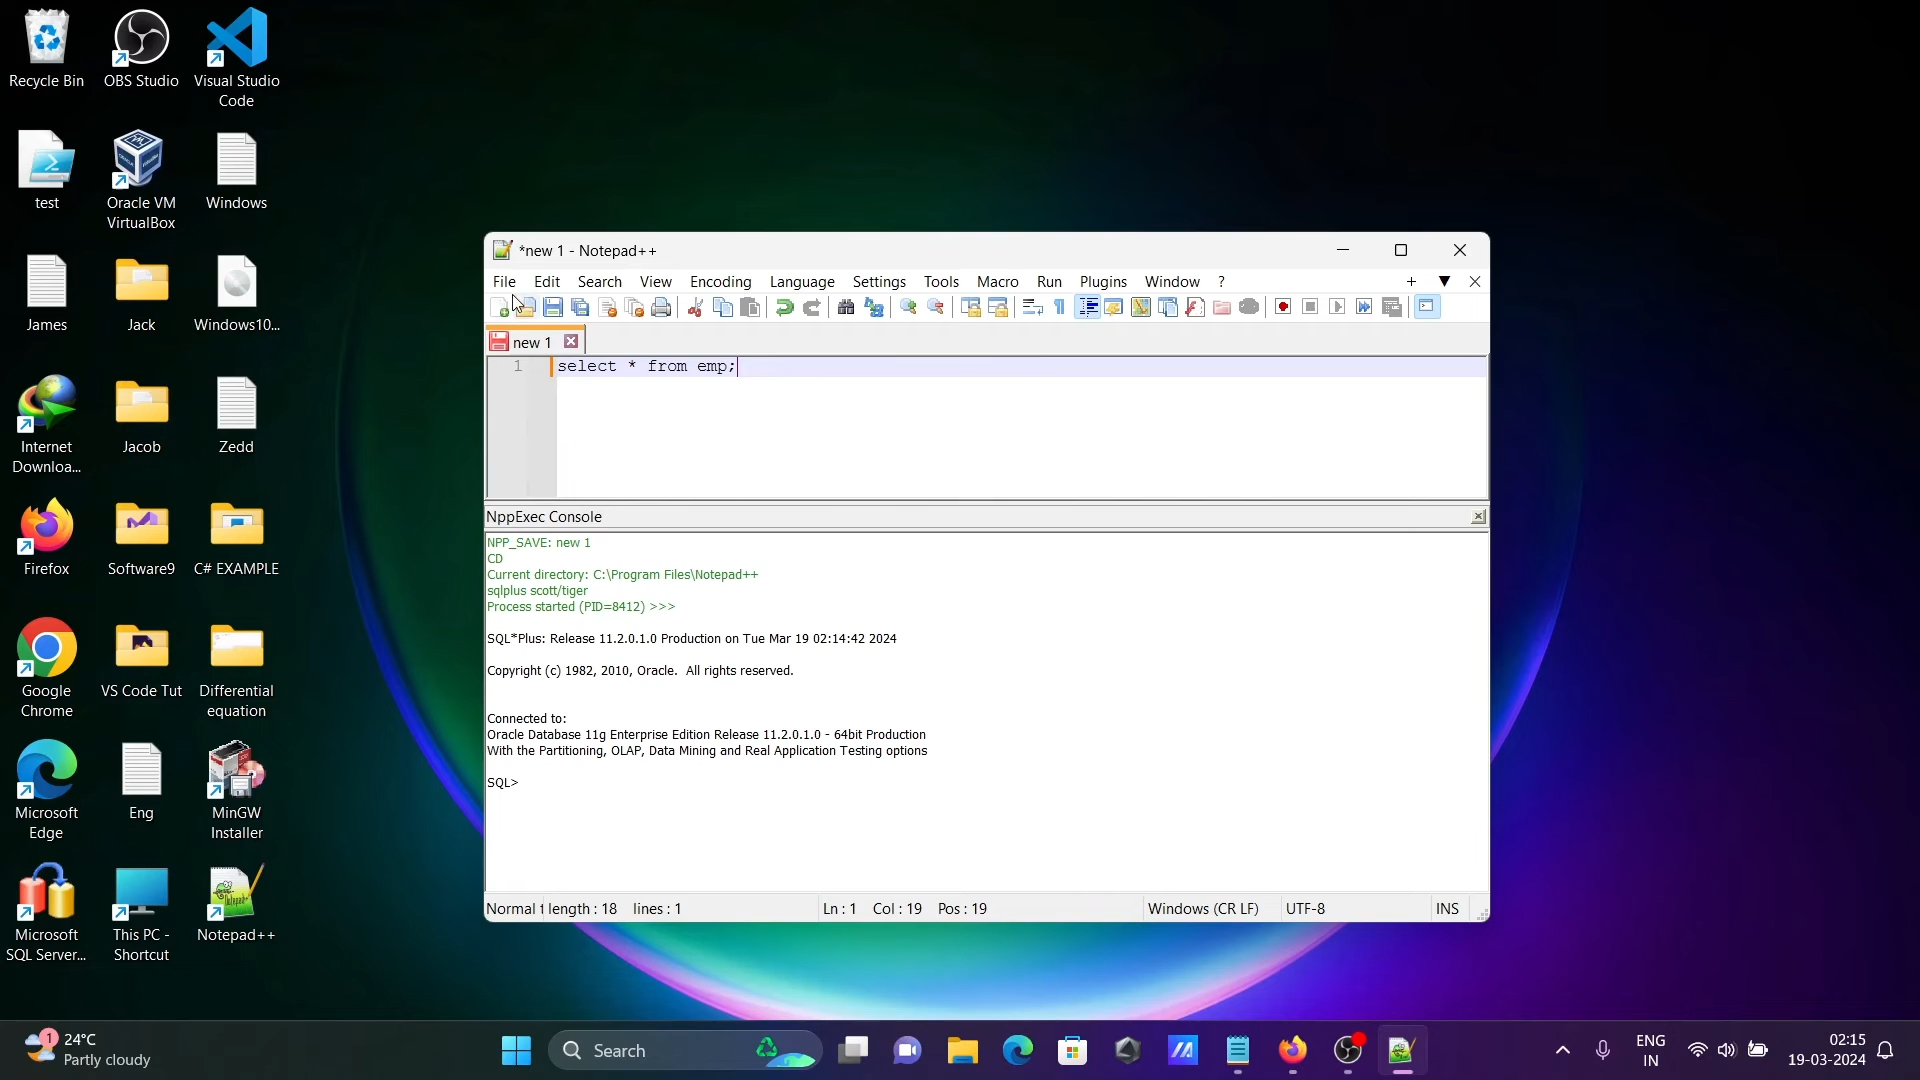 Recycle Bin
OBS Studio
Visual Studio
Code
test
Oracle VM
VirtualBox
Windows
James
Jack
Windows10...
Internet
Downloa...
Jacob
Zedd
Firefox
Software9
C# EXAMPLE
Google
Chrome
VS Code Tut
Differential
equation
Microsoft
Edge
Eng
MinGW
Installer
Microsoft
SQL Server...
This PC -
Shortcut
Notepad++
*new 1 - Notepad++
File Edit Search View Encoding Language Settings Tools Macro Run Plugins Window ?
new 1
1 select * from emp;
NppExec Console
NPP_SAVE: new 1
CD
Current directory: C:\Program Files\Notepad++
sqlplus scott/tiger
Process started (PID=8412) >>>
SQL*Plus: Release 11.2.0.1.0 Production on Tue Mar 19 02:14:42 2024
Copyright (c) 1982, 2010, Oracle.  All rights reserved.
Connected to:
Oracle Database 11g Enterprise Edition Release 11.2.0.1.0 - 64bit Production
With the Partitioning, OLAP, Data Mining and Real Application Testing options
SQL>
Normal t length : 18 lines : 1 Ln : 1 Col : 19 Pos : 19 Windows (CR LF) UTF-8 INS
1
24°C
Partly cloudy
Search
ENG
IN
02:15
19-03-2024